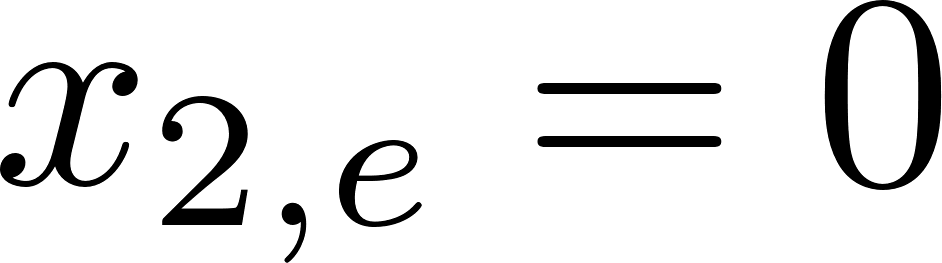 x_{2,e} = 0